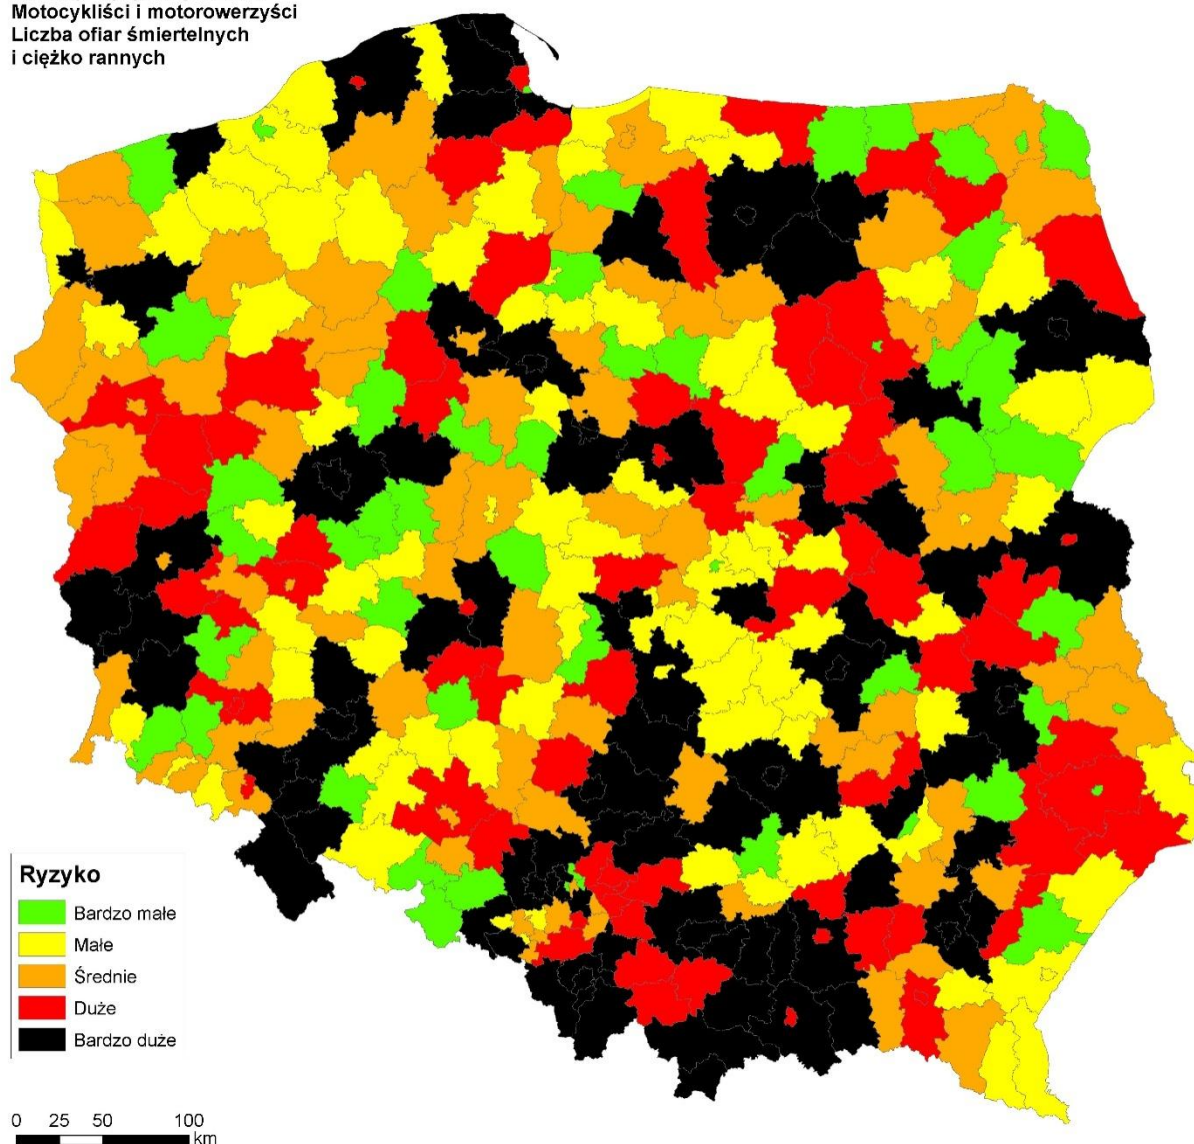 Motocykliści i motorowerzyści
Liczba ofiar śmiertelnych
i ciężko rannych
Ryzyko
Bardzo małe
Małe
Średnie
Duże
Bardzo duże
0 25 50 100
km